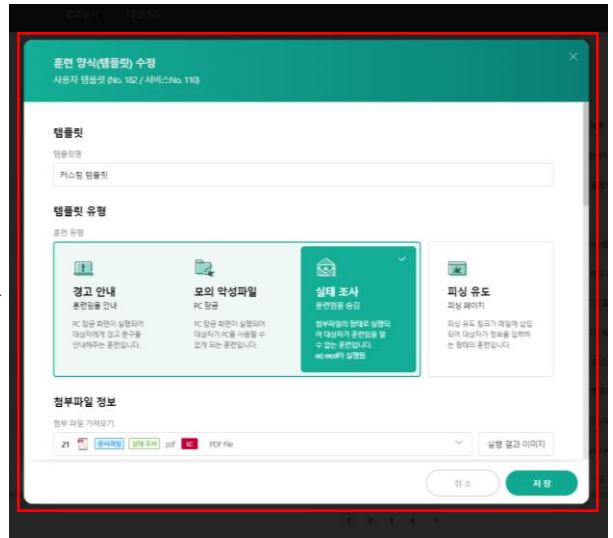 훈련 양식(템플릿) 수정
사용자 템플릿 (No. 182 / 서비스No. 110)
템플릿
템플릿명
커스텀 템플릿
템플릿 유형
훈련 유형
경고 안내
훈련임을 안내
PC 잠금 화면이 실행되어
대상자에게 경고 문구를
안내해주는 훈련입니다.
모의 악성파일
PC 잠금
PC 잠금 화면이 실행되어
대상자가 PC를 사용할 수
없게 되는 훈련입니다.
실태 조사
훈련임을 숨김
첨부파일의 형태로 실행되
어 대상자가 훈련임을 알
수 없는 훈련입니다.
피싱 유도
피싱 페이지
피싱 유도 링크가 메일에 삽입
되어 대상자가 정보를 입력하
는 형태의 훈련입니다.
첨부파일 정보
첨부 파일 가져오기
21 문서파일 실태 조사 pdf LC PDF File
실행 결과 이미지
취소 저장
1 2 3 4 >